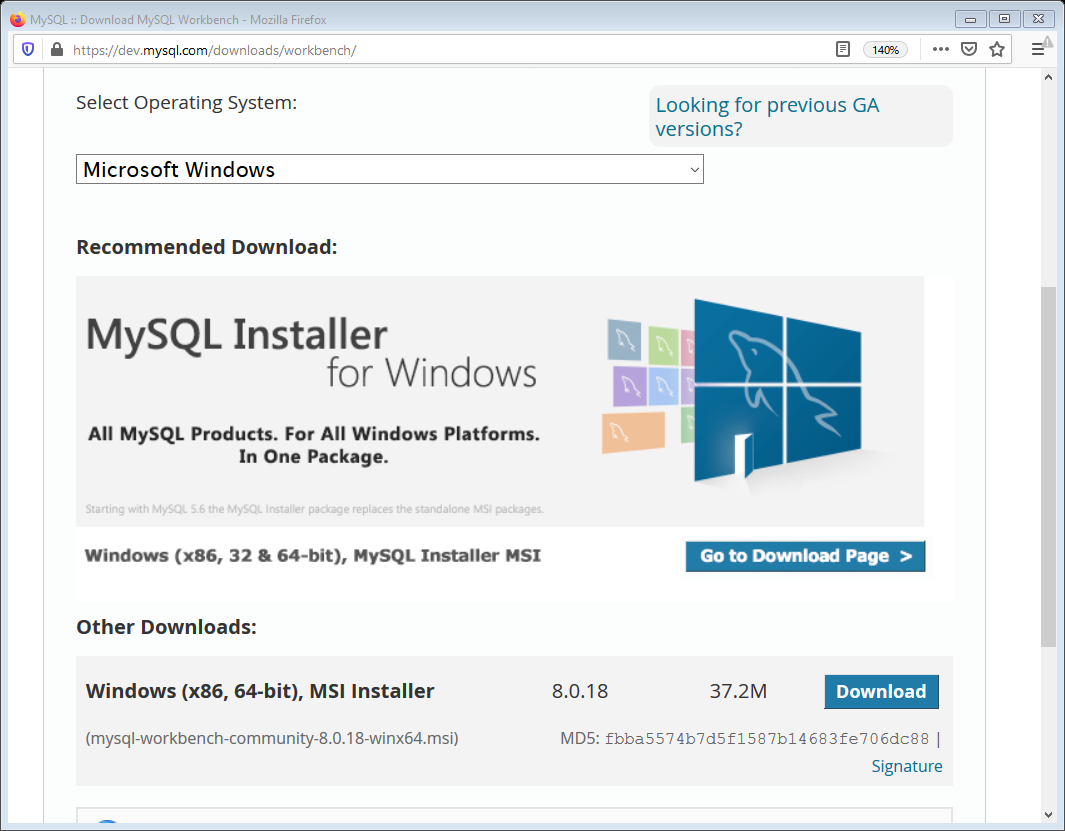 MySQL :: Download MySQL Workbench - Mozilla Firefox
https://dev.mysql.com/downloads/workbench/
140%
Select Operating System:
Looking for previous GA
versions?
Microsoft Windows
Recommended Download:
MySQL Installer
for Windows
All MySQL Products. For All Windows Platforms.
In One Package.
Starting with MySQL 5.6 the MySQL Installer package replaces the standalone MSI packages.
Windows (x86, 32 & 64-bit), MySQL Installer MSI
Go to Download Page >
Other Downloads:
Windows (x86, 64-bit), MSI Installer 8.0.18 37.2M Download
(mysql-workbench-community-8.0.18-winx64.msi) MD5: fbba5574b7d5f1587b14683fe706dc88 |
Signature